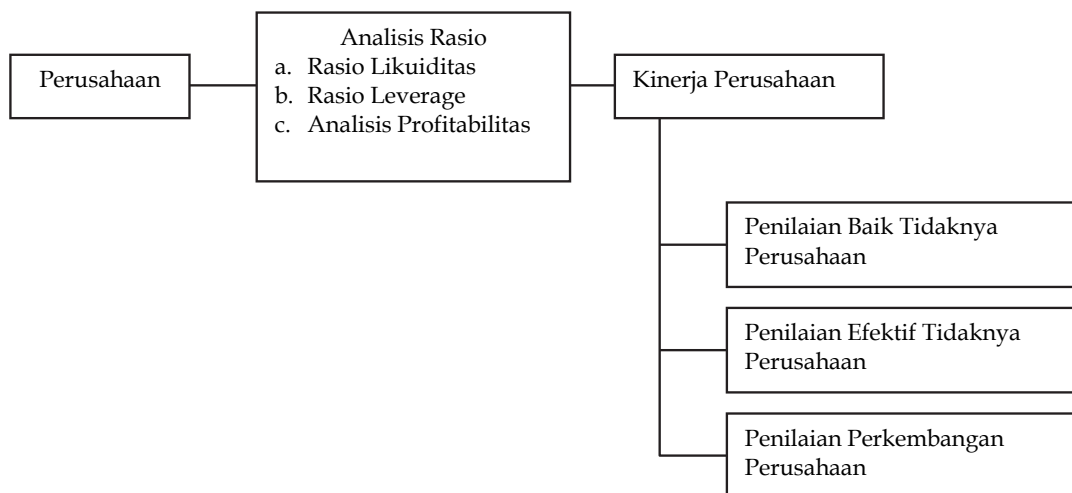 Perusahaan
Analisis Rasio
a. Rasio Likuiditas
b. Rasio Leverage
c. Analisis Profitabilitas
Kinerja Perusahaan
Penilaian Baik Tidaknya
Perusahaan
Penilaian Efektif Tidaknya
Perusahaan
Penilaian Perkembangan
Perusahaan